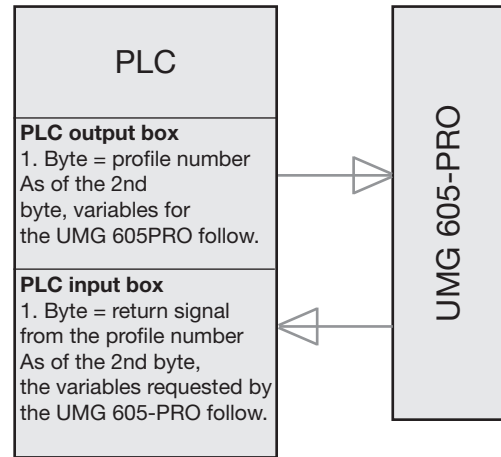 PLC
PLC output box
1. Byte = profile number
As of the 2nd
byte, variables for
the UMG 605PRO follow.
PLC input box
1. Byte = return signal
from the profile number
As of the 2nd byte,
the variables requested by
the UMG 605-PRO follow.
UMG 605-PRO